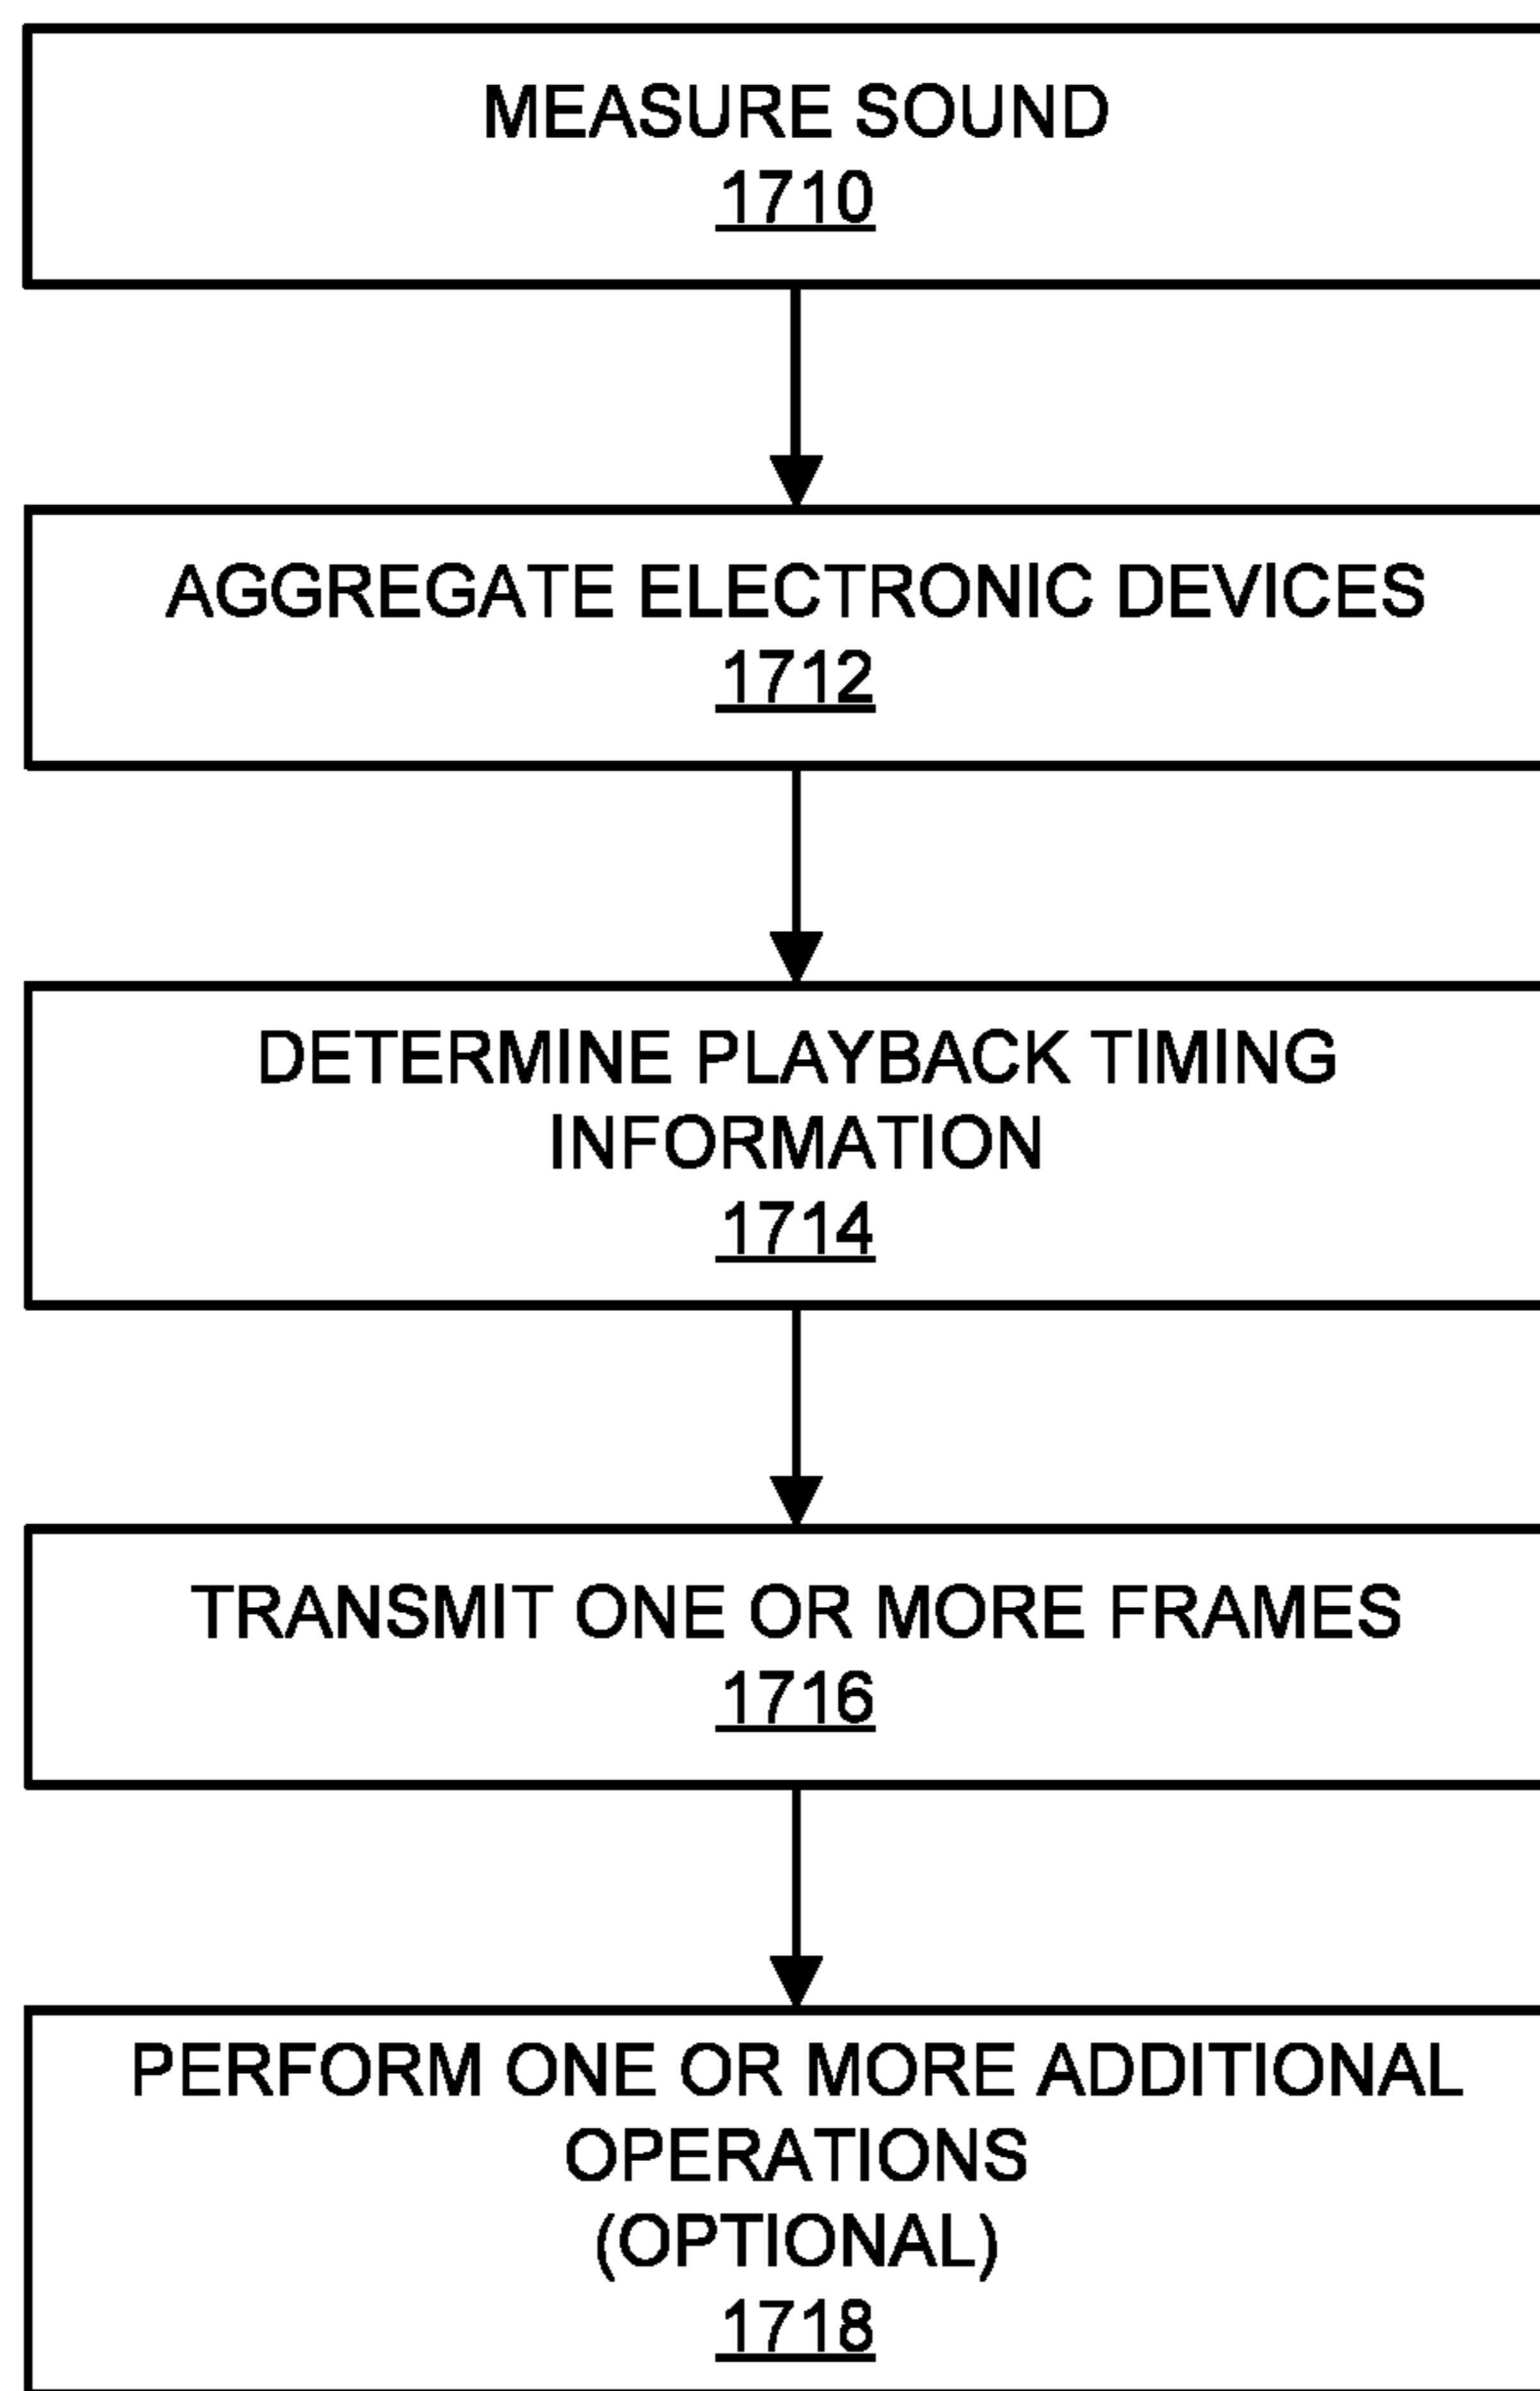 MEASURE SOUND
1710
AGGREGATE ELECTRONIC DEVICES
1712
DETERMINE PLAYBACK TIMING
INFORMATION
1714
TRANSMIT ONE OR MORE FRAMES
1716
PERFORM ONE OR MORE ADDITIONAL
OPERATIONS
(OPTIONAL)
1718